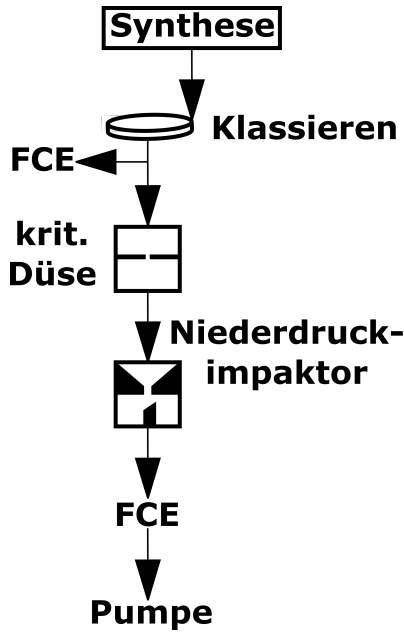 Synthese
Klassieren
FCE
krit.
Düse
Niederdruck-
impaktor
FCE
Pumpe